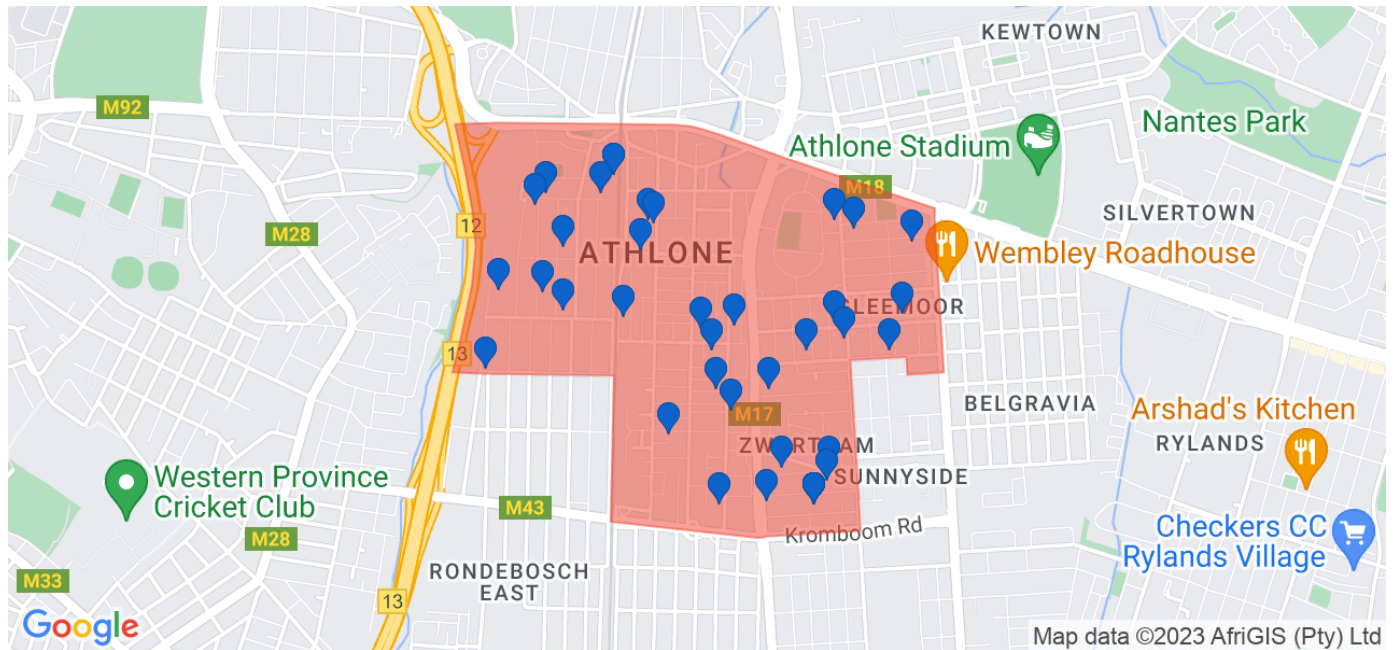 KEWTOWN
M92
Nantes Park
Athlone Stadium
M18
SILVERTOWN
12
M28
ATHLONE
Wembley Roadhouse
GLEEMOOR
13
BELGRAVIA
Arshad's Kitchen
M17
RYLANDS
ZWARTDAM
Western Province
Cricket Club
SUNNYSIDE
M43
M28
Kromboom Rd
Checkers CC
Rylands Village
RONDEBOSCH
EAST
M33
13
Google
Map data ©2023 AfriGIS (Pty) Ltd